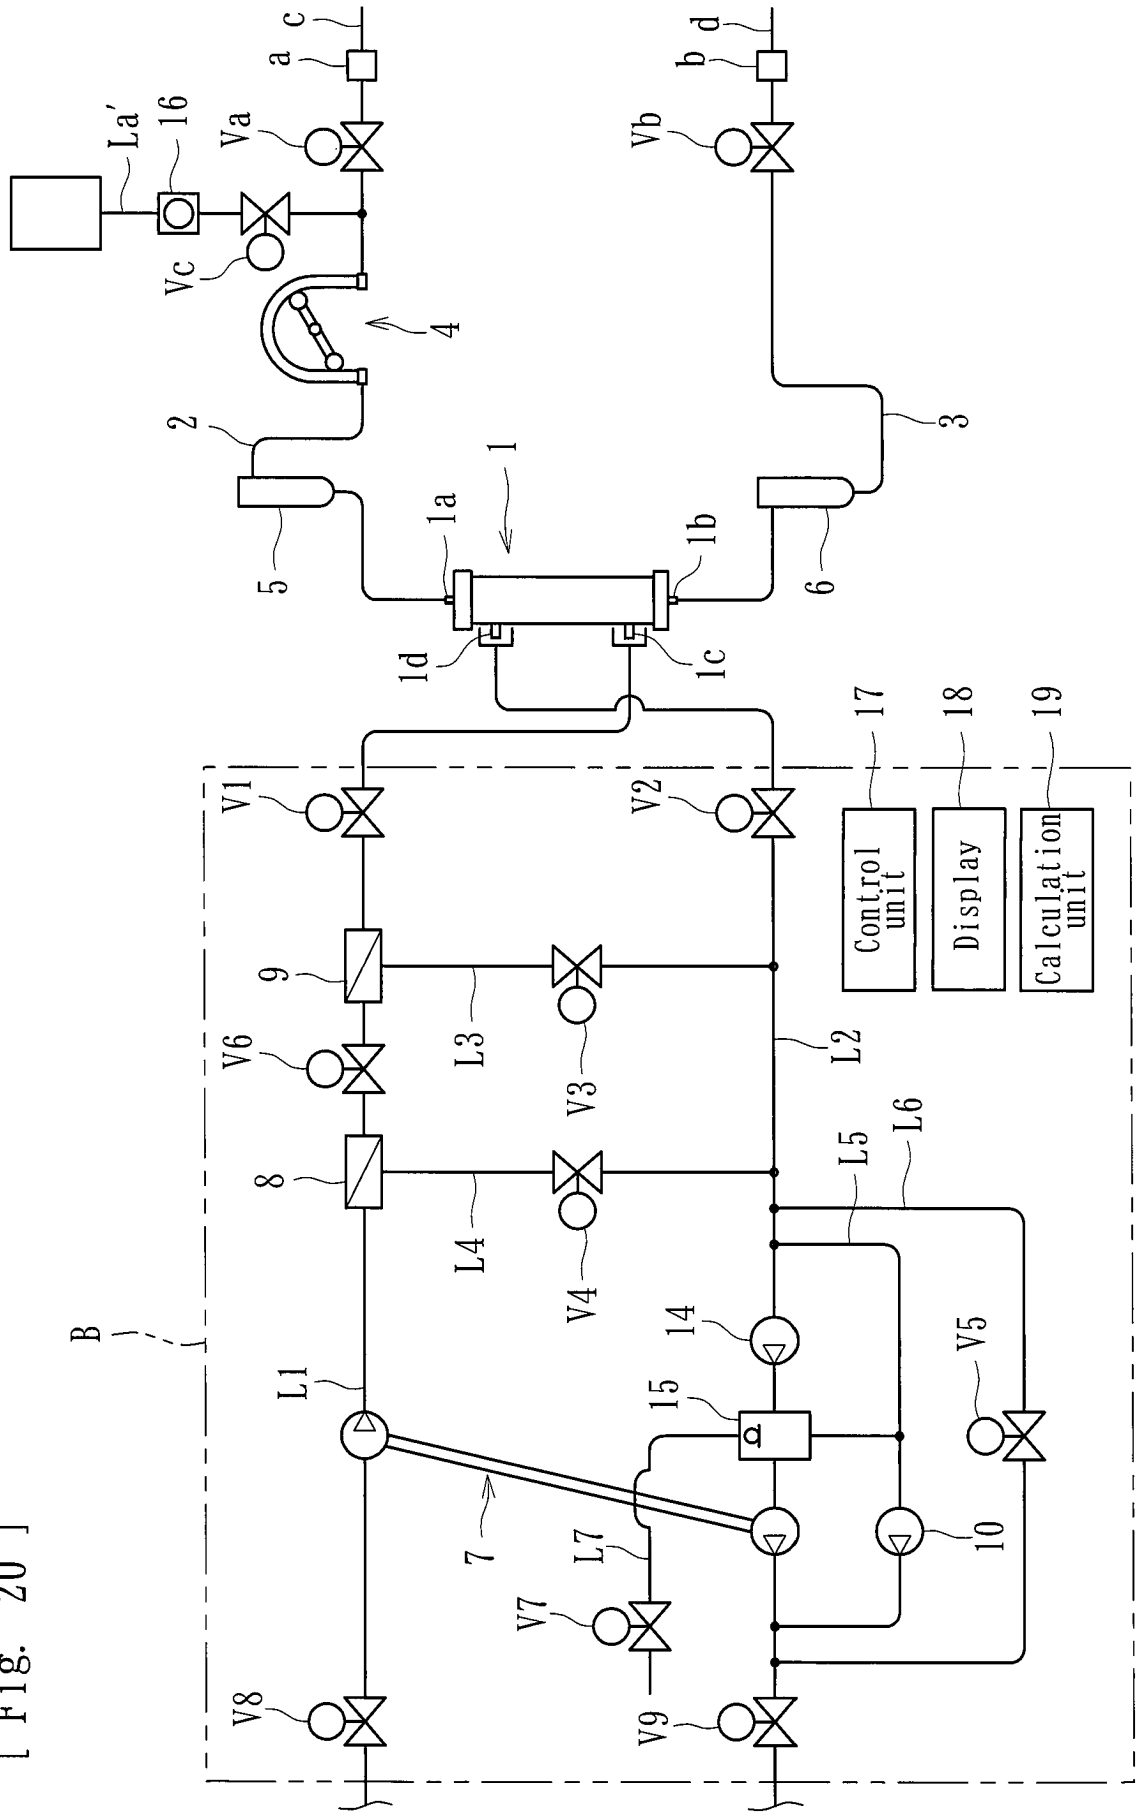 [ Fig. 20 ]
B
V8
L1
8
V6
9
V1
L4
L3
V4
V3
7
L7
V7
V9
15
14
10
L5
L6
V5
L2
V2
Control
unit
17
Display
18
Calculation
unit
19
1d
1c
1a
1b
1
5
2
6
3
4
Vc
16
La'
Va
a
c
Vb
b
d